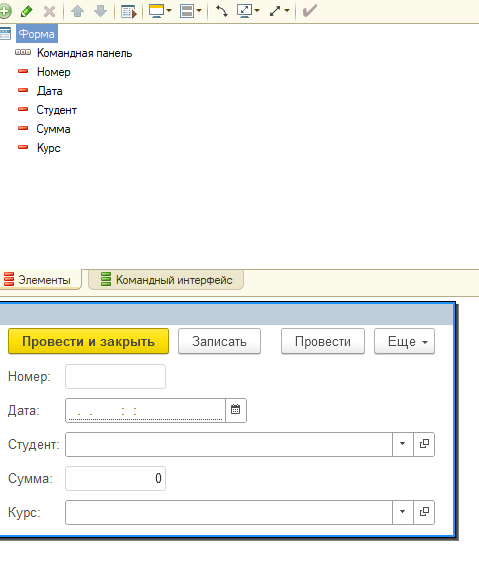 Форма
Командная панель
Номер
Дата
Студент
Сумма
Курс
Элементы
Командный интерфейс
Провести и закрыть Записать Провести Еще
Номер:
Дата: . . : :
Студент:
Сумма: 0
Курс: